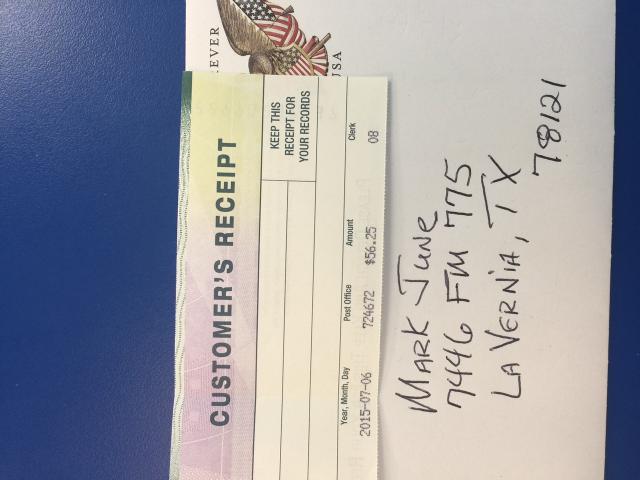 EVER
USA
CUSTOMER'S RECEIPT
KEEP THIS
RECEIPT FOR
YOUR RECORDS
Year, Month, Day Post Office Amount Clerk
2015-07-06 724672 $56.25 08
MARK JUNE
7446 FM 775
LA VERNIA, TX
78121